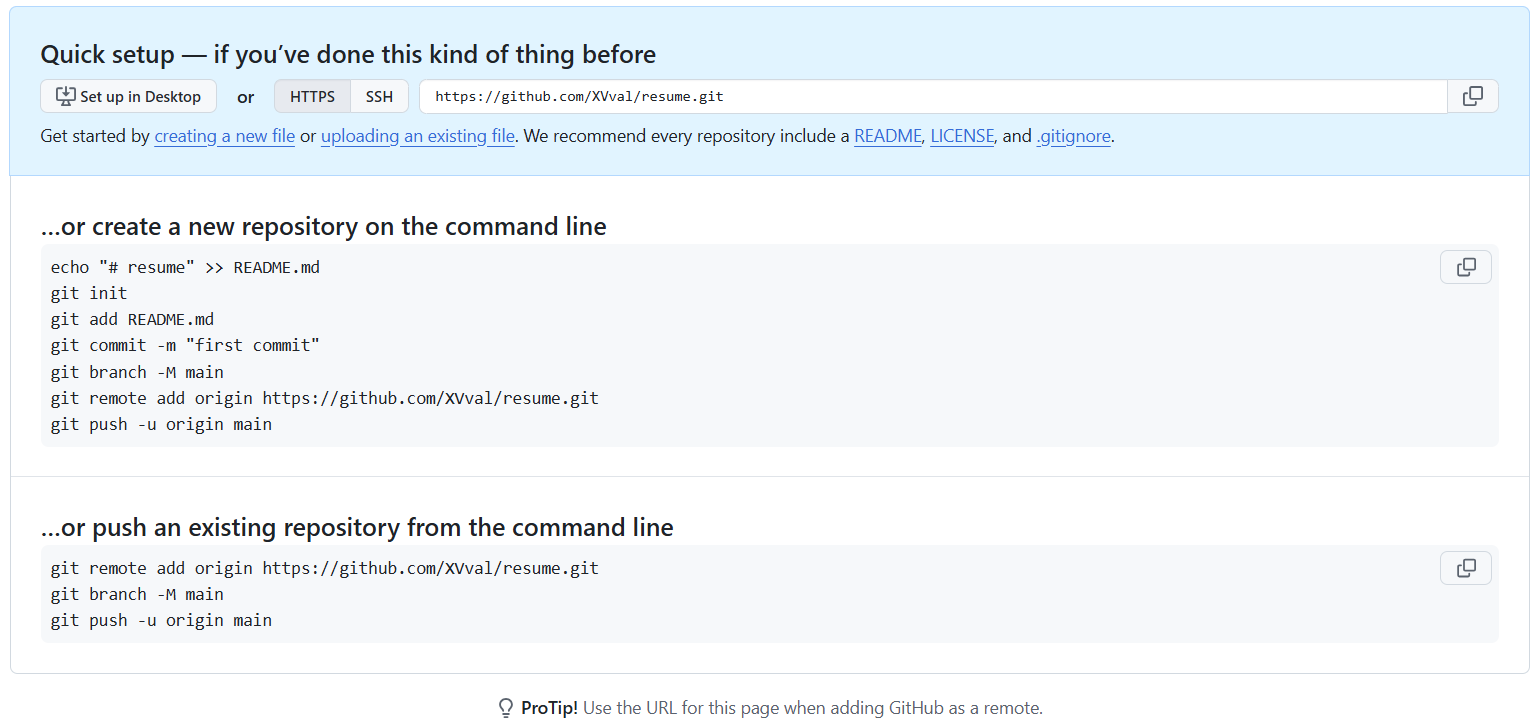 Quick setup — if you’ve done this kind of thing before
Set up in Desktop or HTTPS SSH https://github.com/XVval/resume.git
Get started by creating a new file or uploading an existing file. We recommend every repository include a README, LICENSE, and .gitignore.
…or create a new repository on the command line
echo "# resume" >> README.md
git init
git add README.md
git commit -m "first commit"
git branch -M main
git remote add origin https://github.com/XVval/resume.git
git push -u origin main
…or push an existing repository from the command line
git remote add origin https://github.com/XVval/resume.git
git branch -M main
git push -u origin main
ProTip! Use the URL for this page when adding GitHub as a remote.